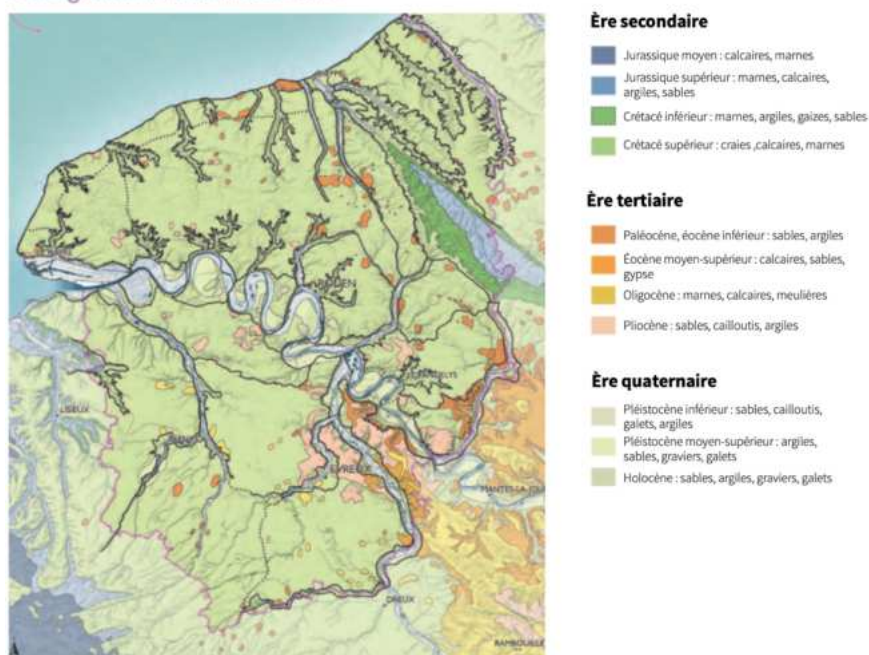 Ère secondaire
Jurassique moyen : calcaires, marnes
Jurassique supérieur : marnes, calcaires,
argiles, sables
Crétacé inférieur : marnes, argiles, gaizes, sables
Crétacé supérieur : craies ,calcaires, marnes
Ère tertiaire
Paléocène, éocène inférieur : sables, argiles
Éocène moyen-supérieur : calcaires, sables,
gypse
Oligocène : marnes, calcaires, meulières
Pliocène : sables, cailloutis, argiles
Ère quaternaire
Pléistocène inférieur : sables, cailloutis,
galets, argiles
Pléistocène moyen-supérieur : argiles,
sables, graviers, galets
Holocène : sables, argiles, graviers, galets
ROUEN
LISIEUX
ÉVREUX
DREUX
RAMBOUILLET